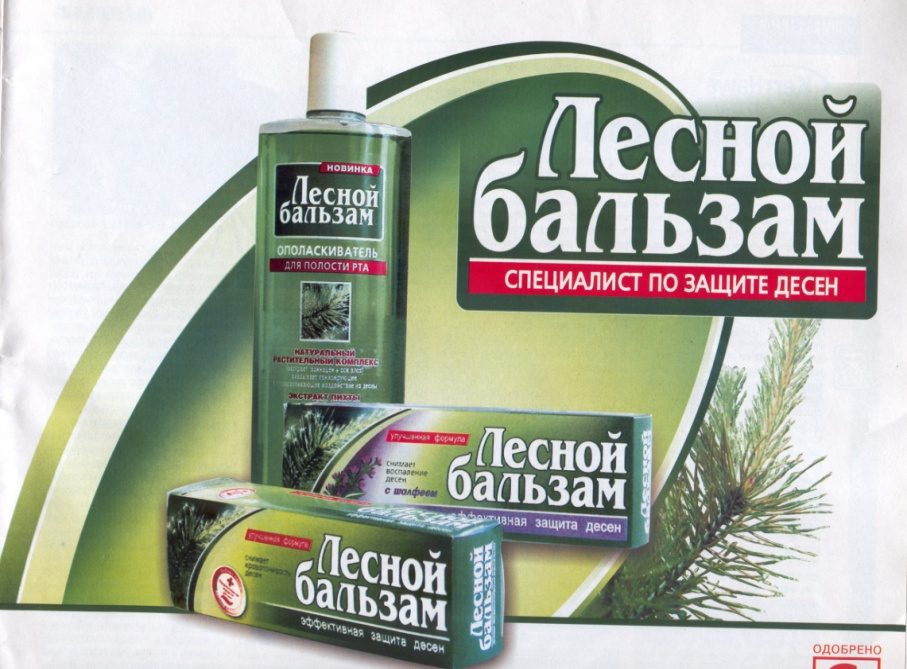 Лесной
бальзам
СПЕЦИАЛИСТ ПО ЗАЩИТЕ ДЕСЕН
НОВИНКА
Лесной
бальзам
ОПОЛАСКИВАТЕЛЬ
ДЛЯ ПОЛОСТИ РТА
НАТУРАЛЬНЫЙ
РАСТИТЕЛЬНЫЙ КОМПЛЕКС
ЭКСТРАКТ ПИХТЫ
улучшенная формула
Лесной
бальзам
снимает
воспаление
десен
с шалфеем
эффективная защита десен
улучшенная формула
Лесной
бальзам
снимает
кровоточивость
десен
эффективная защита десен
Лесной
бальзам
ОДОБРЕНО